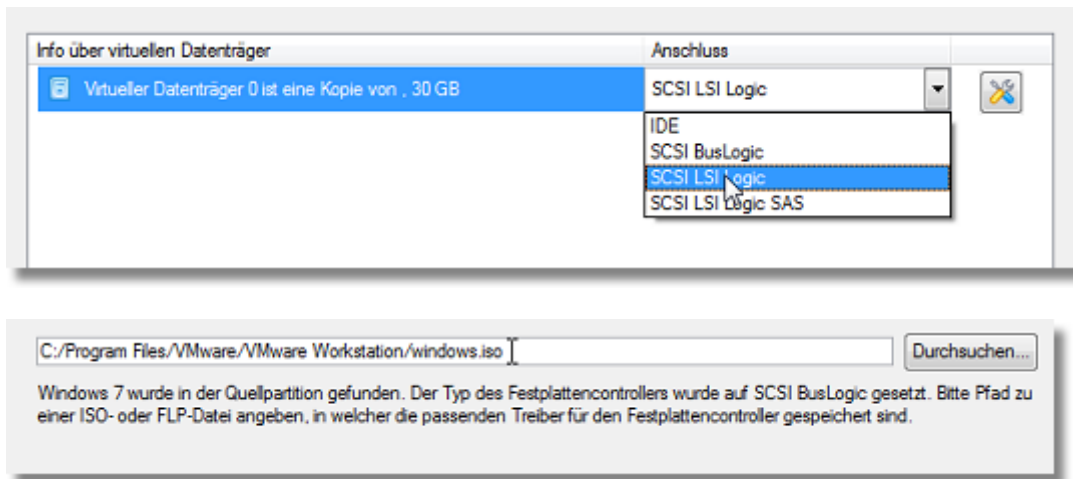 Info über virtuellen Datenträger Anschluss
Virtueller Datenträger 0 ist eine Kopie von , 30 GB SCSI LSI Logic
IDE
SCSI BusLogic
SCSI LSI Logic
SCSI LSI Logic SAS
C:/Program Files/VMware/VMware Workstation/windows.iso Durchsuchen...
Windows 7 wurde in der Quellpartition gefunden. Der Typ des Festplattencontrollers wurde auf SCSI BusLogic gesetzt. Bitte Pfad zu
einer ISO- oder FLP-Datei angeben, in welcher die passenden Treiber für den Festplattencontroller gespeichert sind.